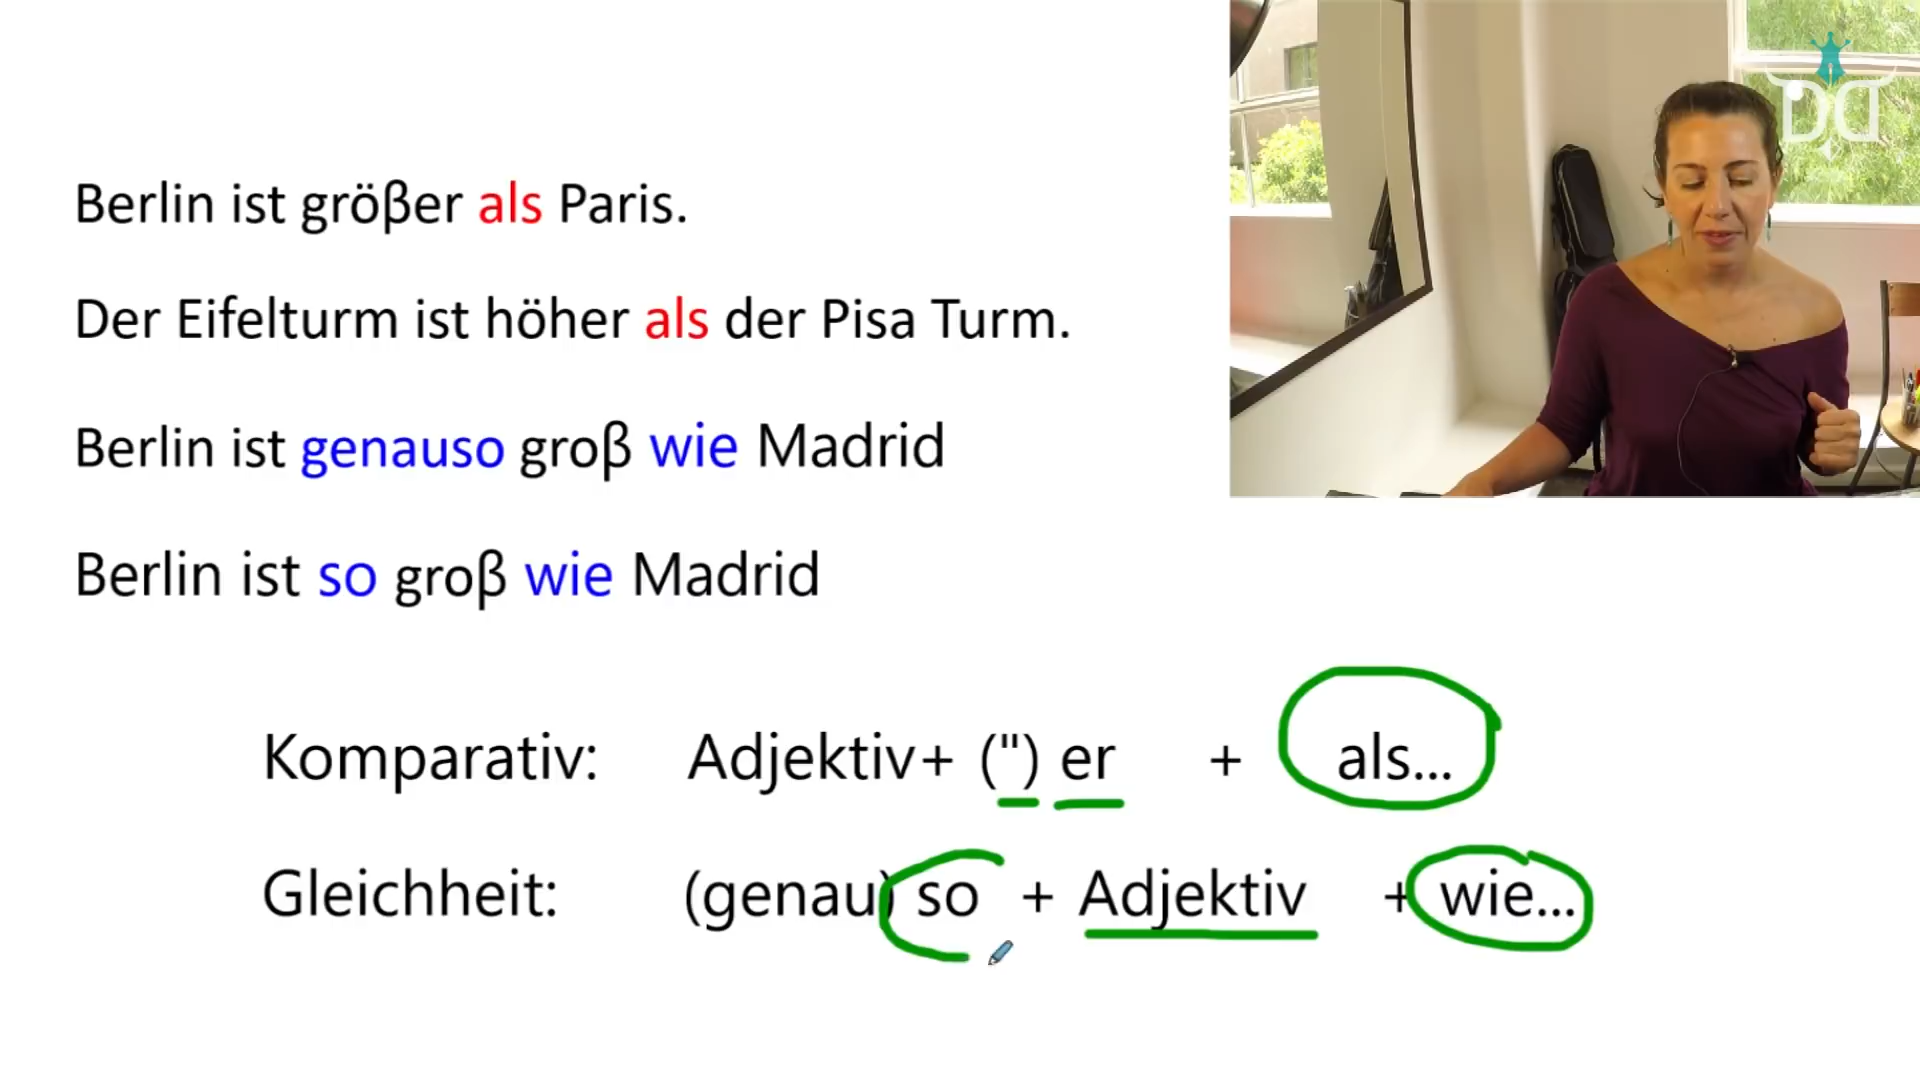 Berlin ist größer als Paris.
Der Eifelturm ist höher als der Pisa Turm.
Berlin ist genauso groß wie Madrid
Berlin ist so groß wie Madrid
Komparativ: Adjektiv+ (") er + als...
Gleichheit: (genau) so + Adjektiv + wie...